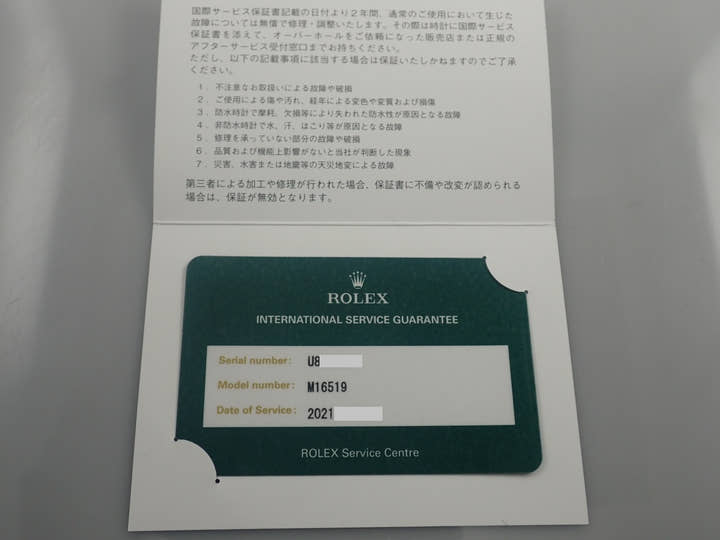 国際サービス保証書記載の日付より２年間、通常のご使用において生じた
故障については無償で修理・調整いたします。その際は時計に国際サービス
保証書を添えて、オーバーホールをご依頼になった販売店または正規の
アフターサービス受付窓口までお持ちください。
ただし、以下の記載事項に該当する場合は保証いたしかねますのでご了承
ください。
１．不注意なお取扱いによる故障や破損
２．ご使用による傷や汚れ、経年による変色や変質および損傷
３．防水時計で摩耗、欠損等により失われた防水性が原因となる故障
４．非防水時計で水、汗、ほこり等が原因となる故障
５．修理を承っていない部分の故障や破損
６．品質および機能上影響がないと当社が判断した現象
７．災害、水害または地震等の天災地変による故障
第三者による加工や修理が行われた場合、保証書に不備や改変が認められる
場合は、保証が無効となります。
ROLEX
INTERNATIONAL SERVICE GUARANTEE
Serial number: U8
Model number: M16519
Date of Service: 2021
ROLEX Service Centre